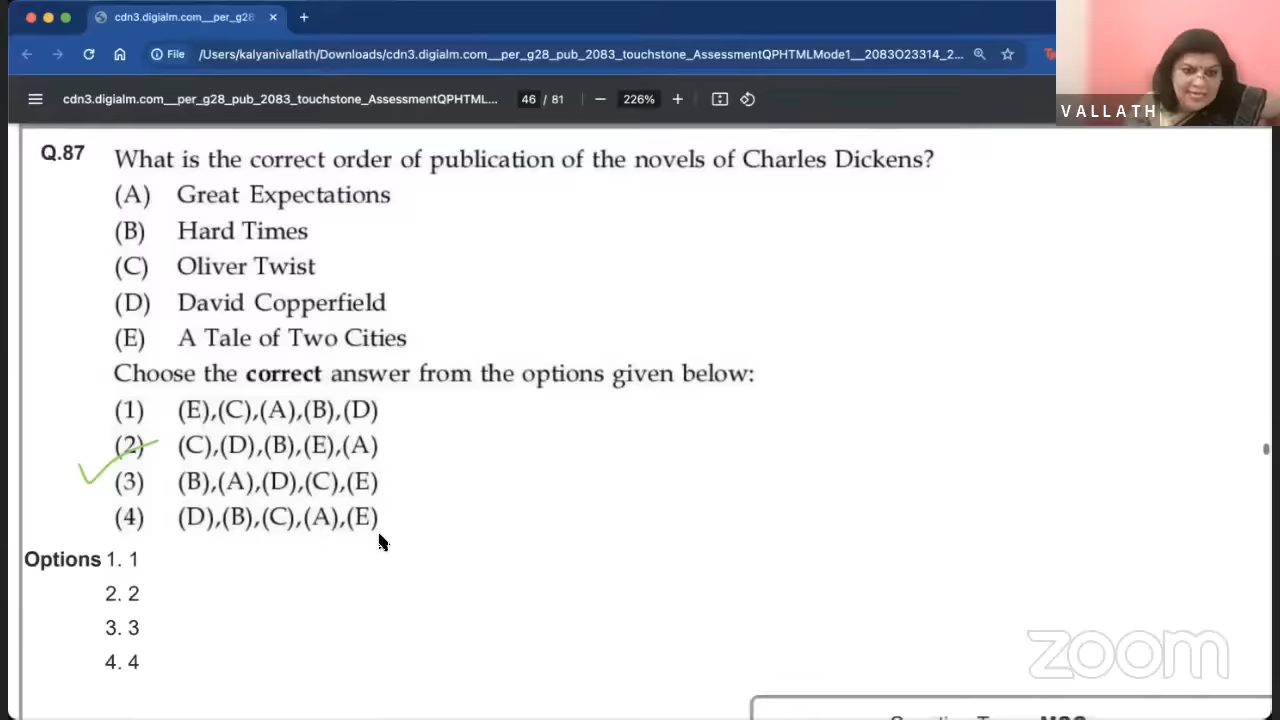 cdn3.digialm.com__per_g28
File
/Users/kalyanivallath/Downloads/cdn3.digialm.com__per_g28_pub_2083_touchstone_AssessmentQPHTMLMode1__2083O23314_2...
cdn3.digialm.com__per_g28_pub_2083_touchstone_AssessmentQPHTML...
46 / 81
226%
VALLATH
Q.87 What is the correct order of publication of the novels of Charles Dickens?
(A) Great Expectations
(B) Hard Times
(C) Oliver Twist
(D) David Copperfield
(E) A Tale of Two Cities
Choose the correct answer from the options given below:
(1) (E),(C),(A),(B),(D)
(2) (C),(D),(B),(E),(A)
(3) (B),(A),(D),(C),(E)
(4) (D),(B),(C),(A),(E)
Options 1. 1
2. 2
3. 3
4. 4
zoom